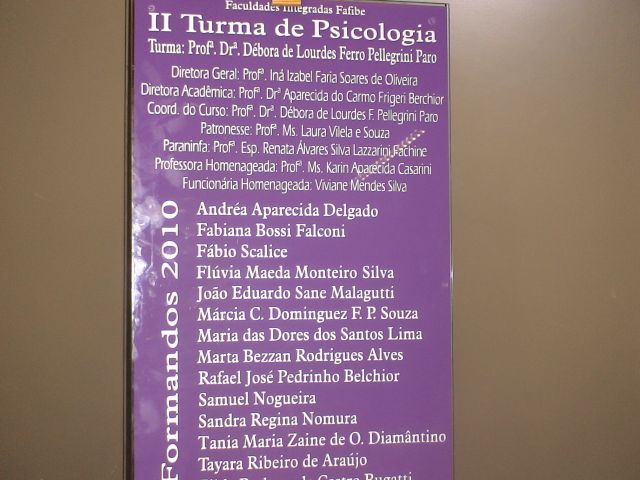 Faculdades Integradas Fafibe
II Turma de Psicologia
Turma: Profª. Drª. Débora de Lourdes Ferro Pellegrini Paro
Diretora Geral: Profª. Iná Izabel Faria Soares de Oliveira
Diretora Acadêmica: Profª. Drª Aparecida do Carmo Frigeri Berchior
Coord. do Curso: Profª. Drª. Débora de Lourdes F. Pellegrini Paro
Patronesse: Profª. Ms. Laura Vilela e Souza
Paraninfa: Profª. Esp. Renata Álvares Silva Lazzarini Fachine
Professora Homenageada: Profª. Ms. Karin Aparecida Casarini
Funcionária Homenageada: Viviane Mendes Silva
Formandos 2010
Andréa Aparecida Delgado
Fabiana Bossi Falconi
Fábio Scalice
Flúvia Maeda Monteiro Silva
João Eduardo Sane Malagutti
Márcia C. Dominguez F. P. Souza
Maria das Dores dos Santos Lima
Marta Bezzan Rodrigues Alves
Rafael José Pedrinho Belchior
Samuel Nogueira
Sandra Regina Nomura
Tania Maria Zaine de O. Diamântino
Tayara Ribeiro de Araújo
de Castro Bugatti